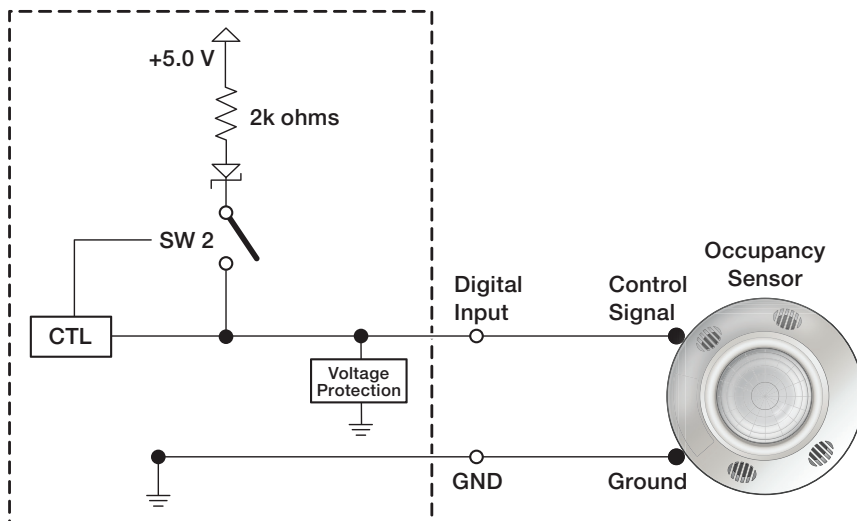 +5.0 V
2k ohms
SW 2
CTL
Voltage
Protection
Digital
Input
Control
Signal
Occupancy
Sensor
GND
Ground